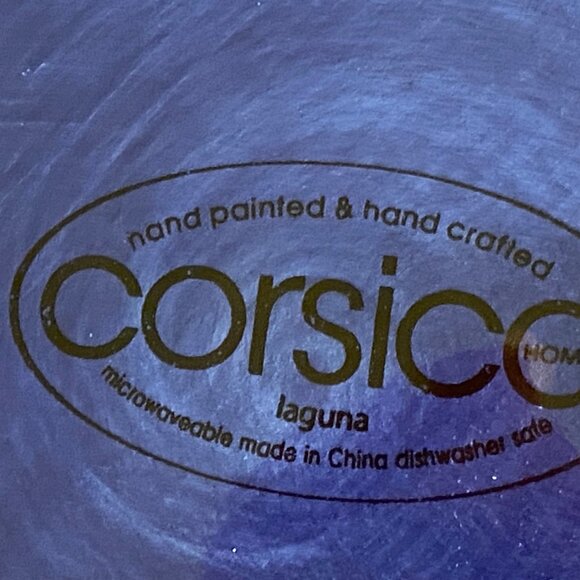 hand painted & hand crafted
corsic
HOM
laguna
microwaveable made in China dishwasher safe